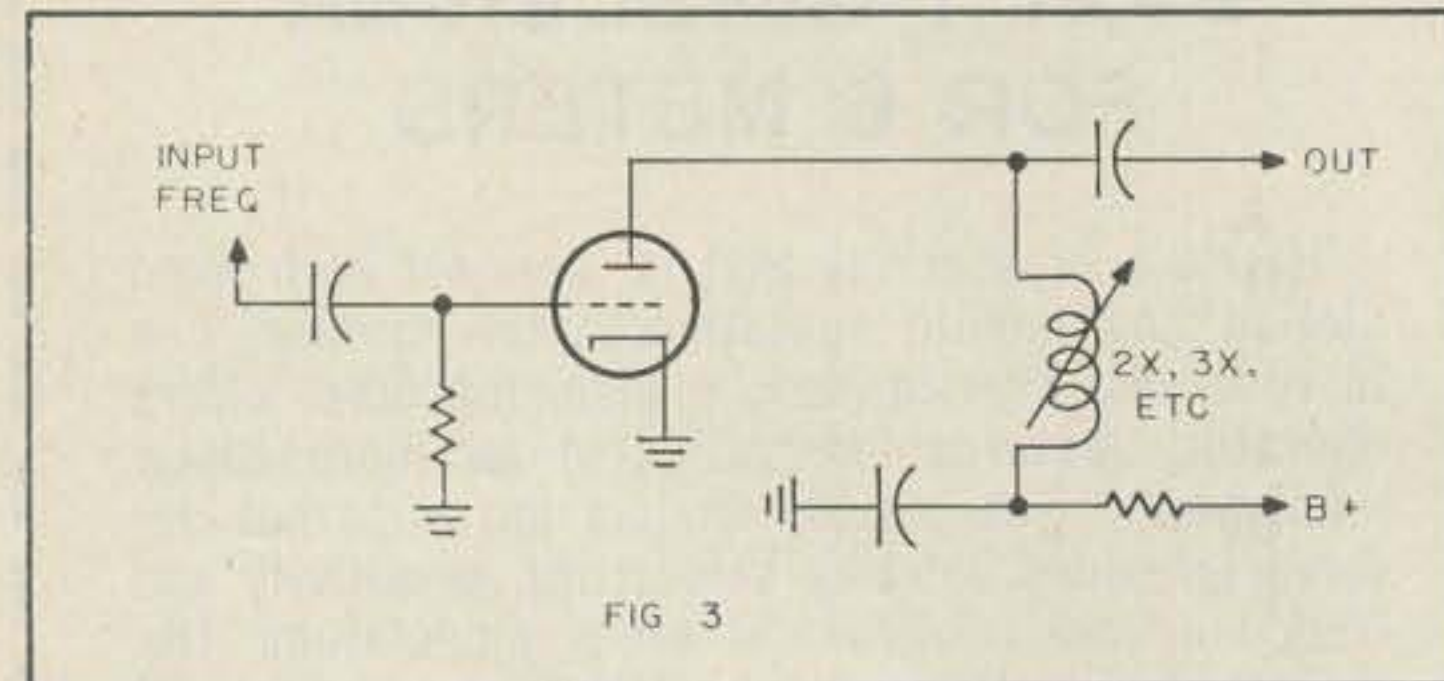 INPUT
FREQ
OUT
2X, 3X,
ETC
B +
FIG 3